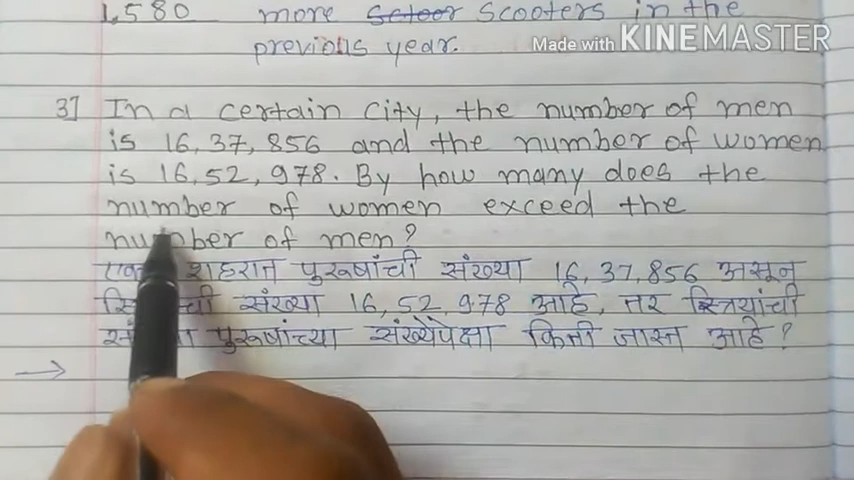 1,580 more scooters in the
previous year.
Made with KINEMASTER
3] In a certain city, the number of men
is 16,37,856 and the number of women
is 16,52,978. By how many does the
number of women exceed the
number of men?
शहरात पुरूषांची संख्या 16,37,856 असून
संख्या 16,52,978 आहे, तर स्त्रियांची
पुरूषांच्या संख्येपेक्षा किती जास्त आहे?